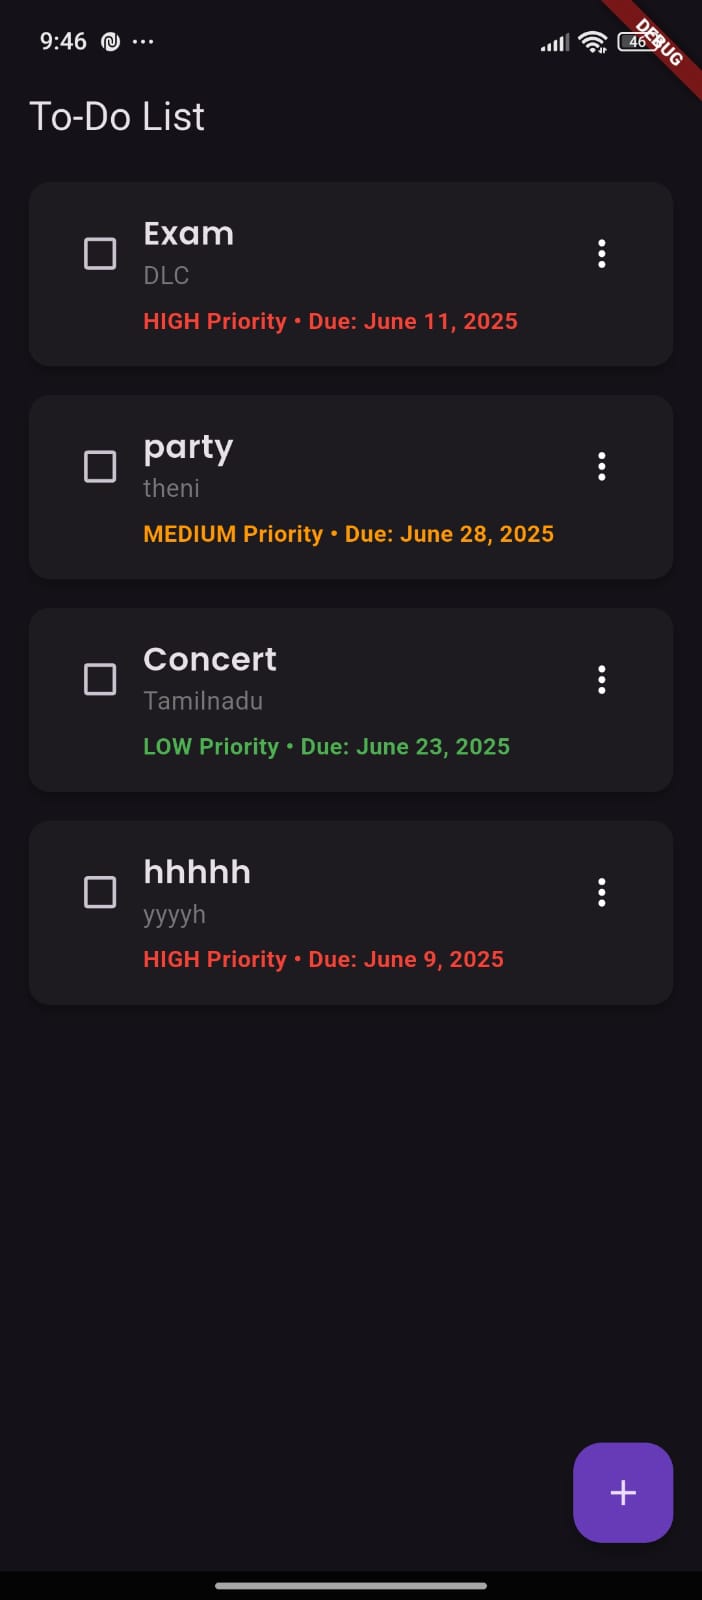 9:46
46
DEBUG
To-Do List
Exam
DLC
HIGH Priority • Due: June 11, 2025
party
theni
MEDIUM Priority • Due: June 28, 2025
Concert
Tamilnadu
LOW Priority • Due: June 23, 2025
hhhhh
yyyyh
HIGH Priority • Due: June 9, 2025